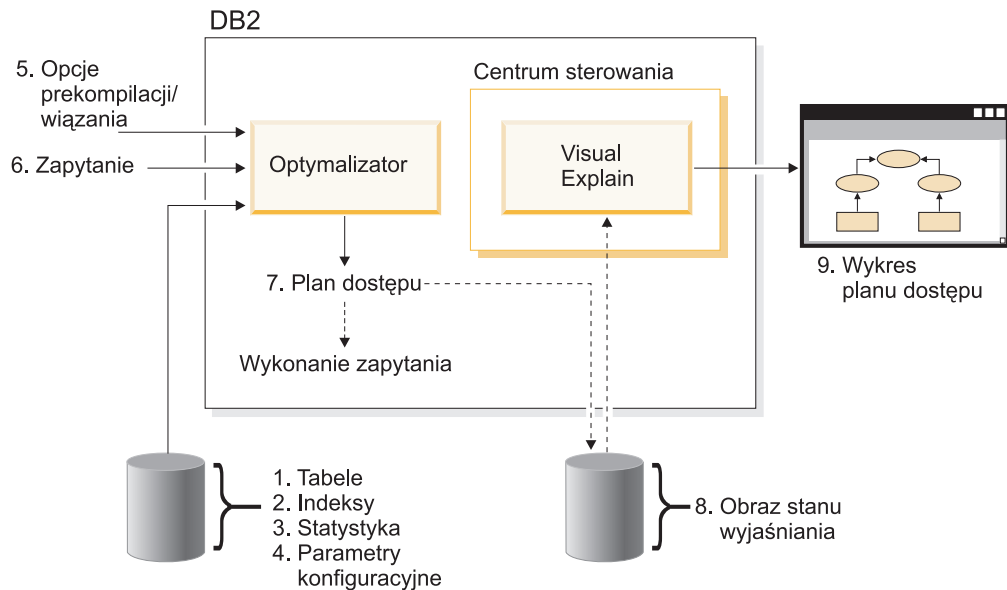 DB2
5. Opcje
prekompilacji/
wiązania
6. Zapytanie
Optymalizator
Centrum sterowania
Visual
Explain
7. Plan dostępu
Wykonanie zapytania
9. Wykres
planu dostępu
1. Tabele
2. Indeksy
3. Statystyka
4. Parametry
konfiguracyjne
8. Obraz stanu
wyjaśniania